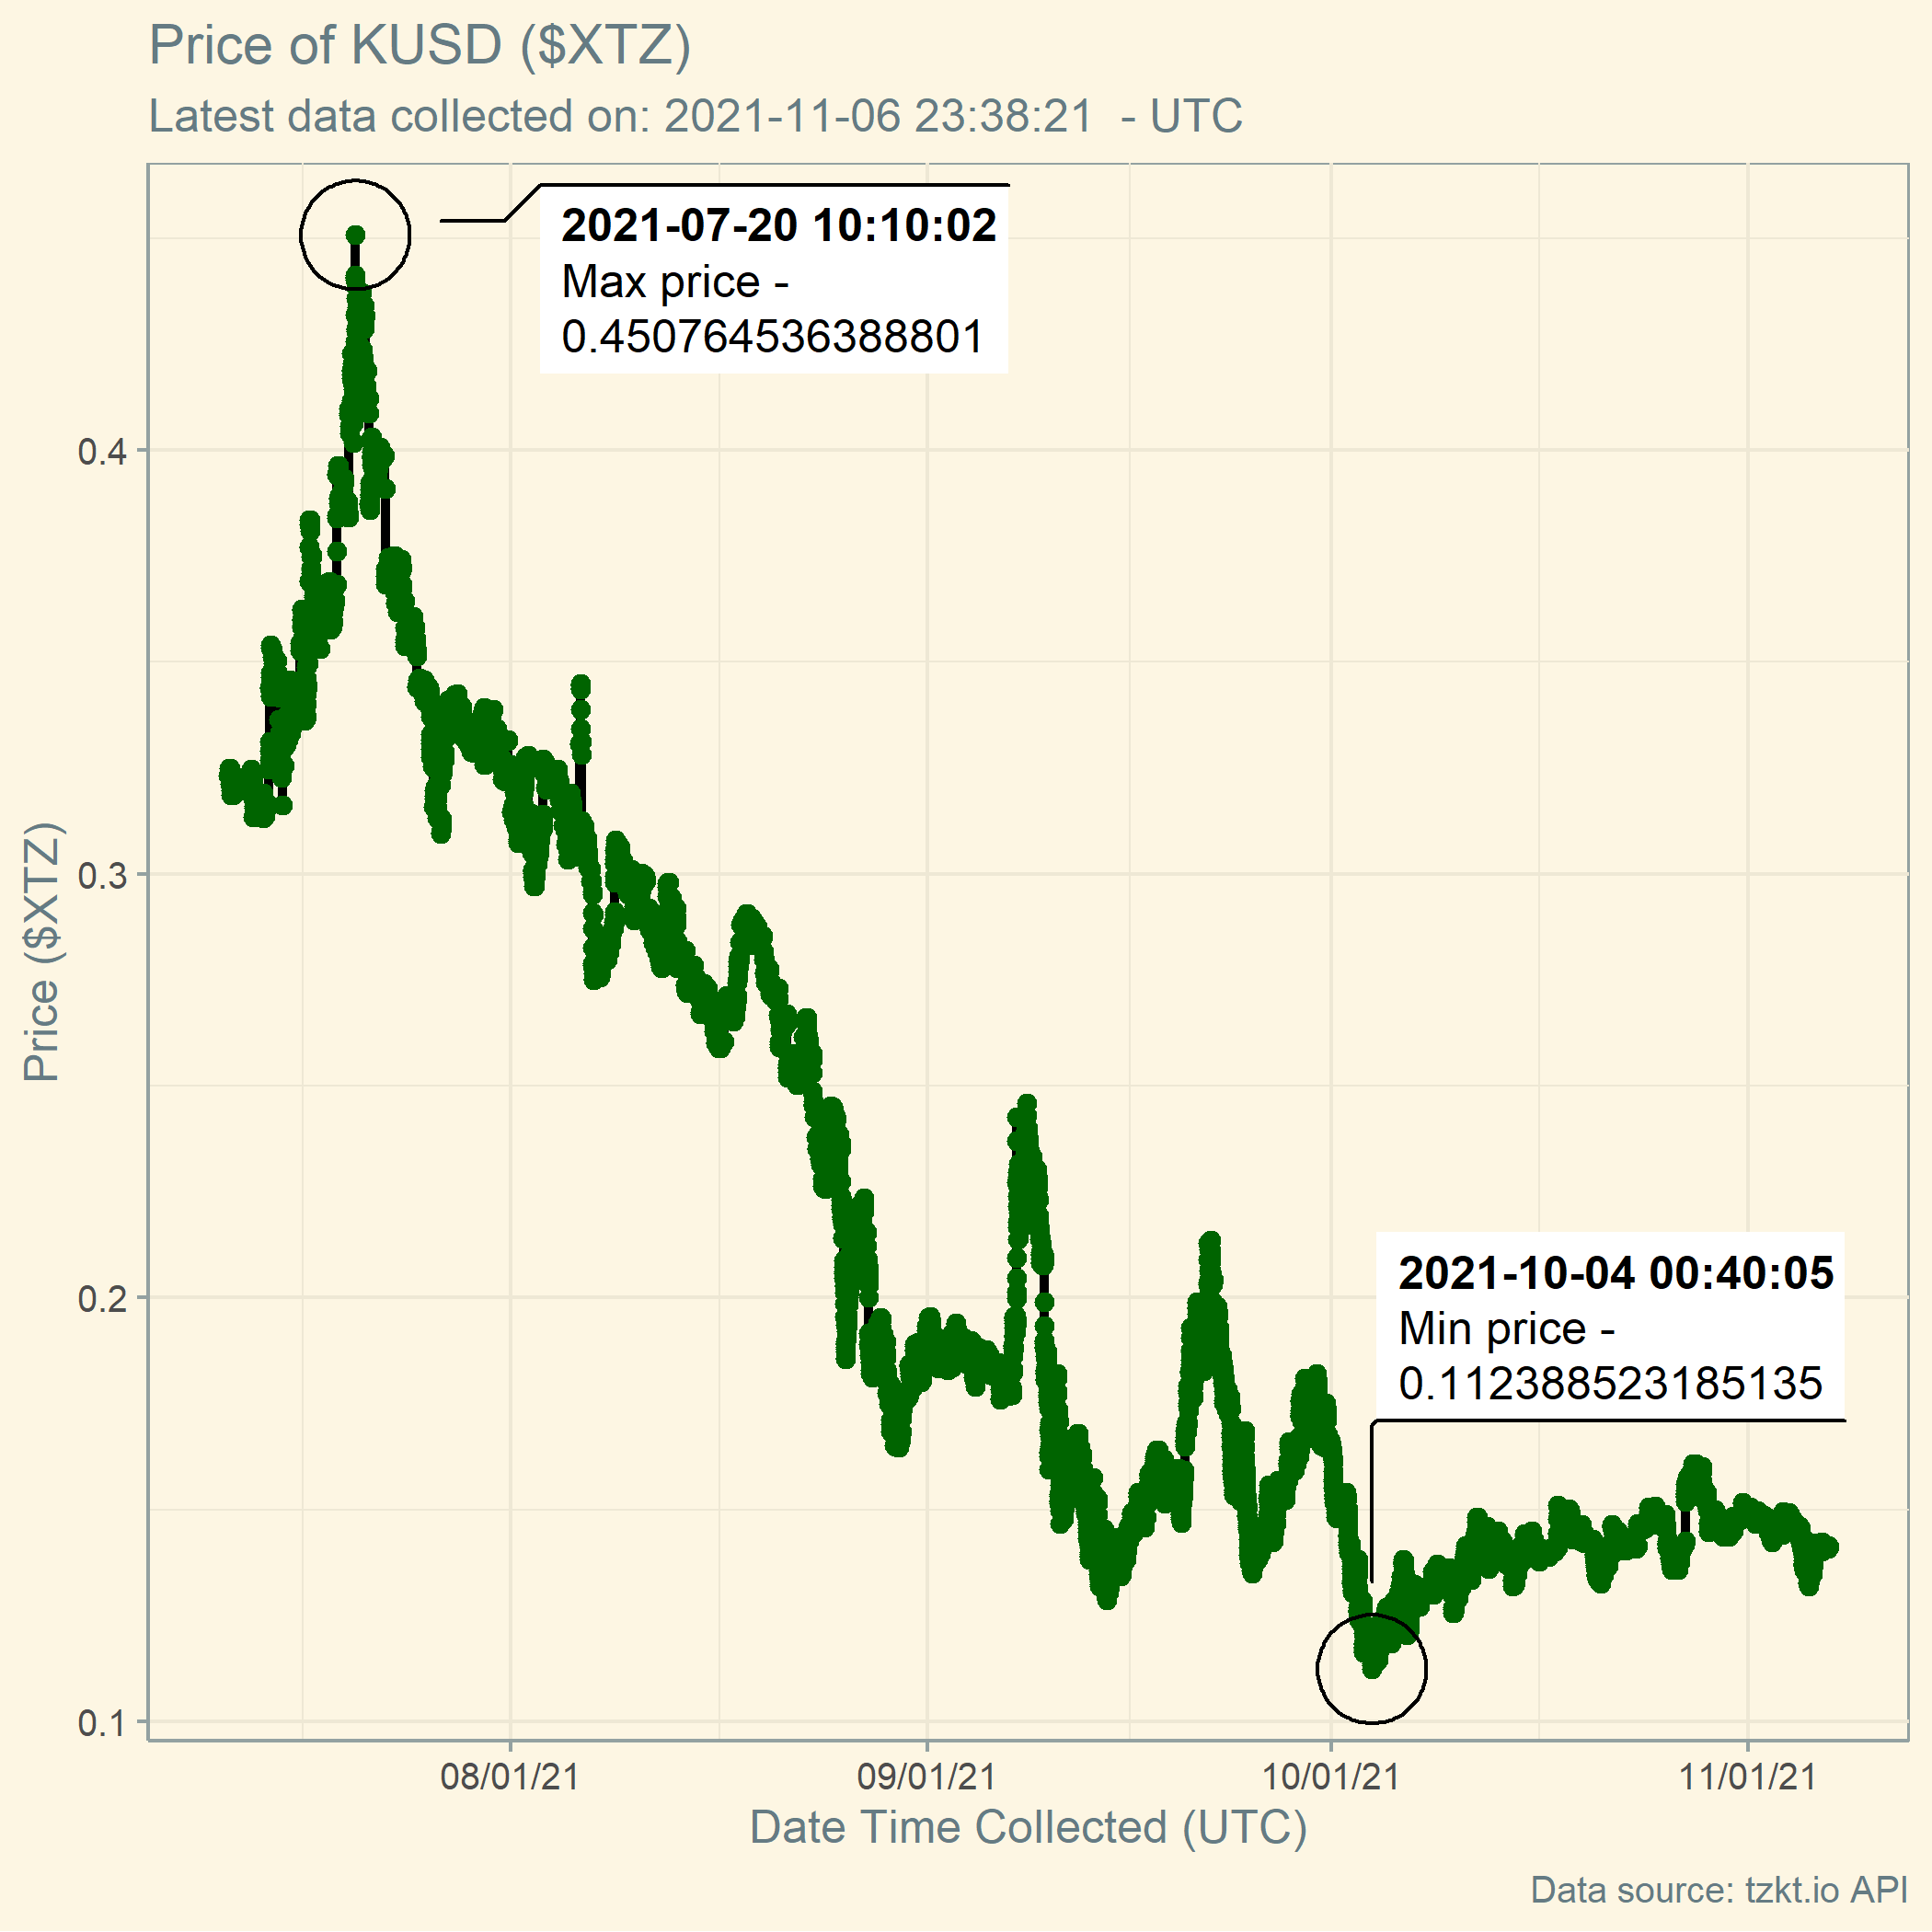 Price of KUSD ($XTZ)
Latest data collected on: 2021-11-06 23:38:21  - UTC
2021-07-20 10:10:02
Max price -
0.450764536388801
0.4
0.3
0.2
0.1
Price ($XTZ)
2021-10-04 00:40:05
Min price -
0.112388523185135
08/01/21
09/01/21
10/01/21
11/01/21
Date Time Collected (UTC)
Data source: tzkt.io API